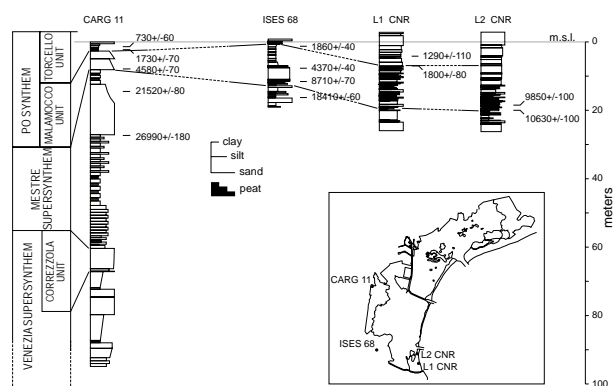 CARG 11
ISES 68
L1 CNR
L2 CNR
m.s.l.
0
20
40
60
80
100
meters
PO SYNTHEM
TORCELLO UNIT
MALAMOCCO UNIT
MESTRE SUPERSYNTHEM
VENEZIA SUPERSYNTHEM
CORREZZOLA UNIT
730+/-60
1730+/-70
4580+/-70
21520+/-80
26990+/-180
1860+/-40
4370+/-40
8710+/-70
18410+/-60
1290+/-110
1800+/-80
9850+/-100
10630+/-100
clay
silt
sand
peat
CARG 11
ISES 68
L2 CNR
L1 CNR